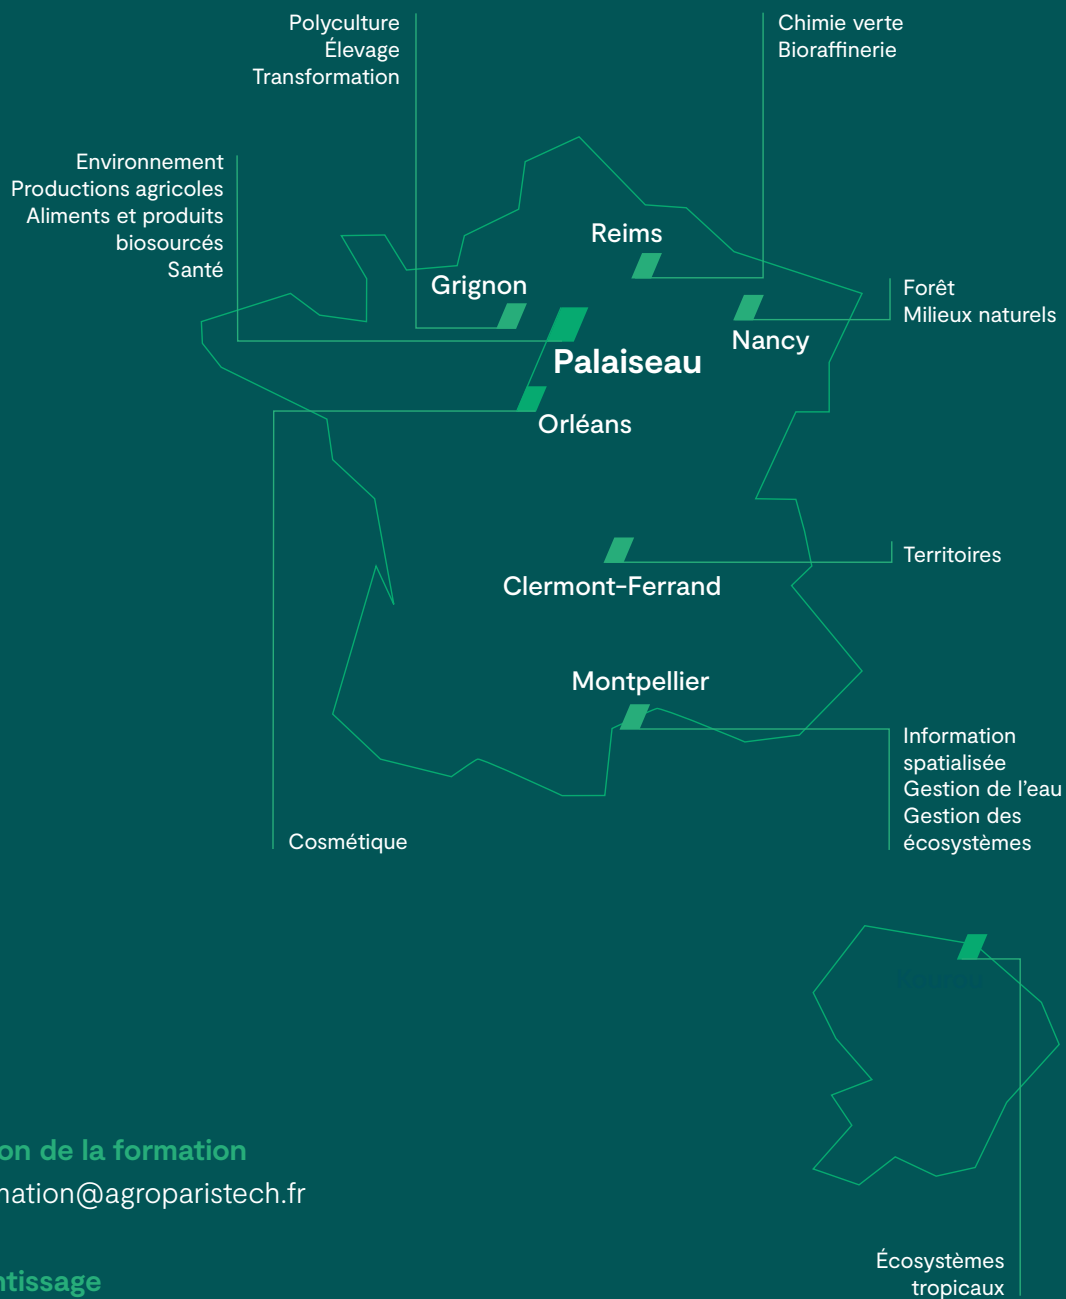 Polyculture
Élevage
Transformation
Chimie verte
Bioraffinerie
Environnement
Productions agricoles
Aliments et produits
biosourcés
Santé
Reims
Grignon
Forêt
Milieux naturels
Nancy
Palaiseau
Orléans
Territoires
Clermont-Ferrand
Montpellier
Information
spatialisée
Gestion de l'eau
Gestion des
écosystèmes
Cosmétique
on de la formation
nation@agroparistech.fr
Écosystèmes
tropicaux
ntissage